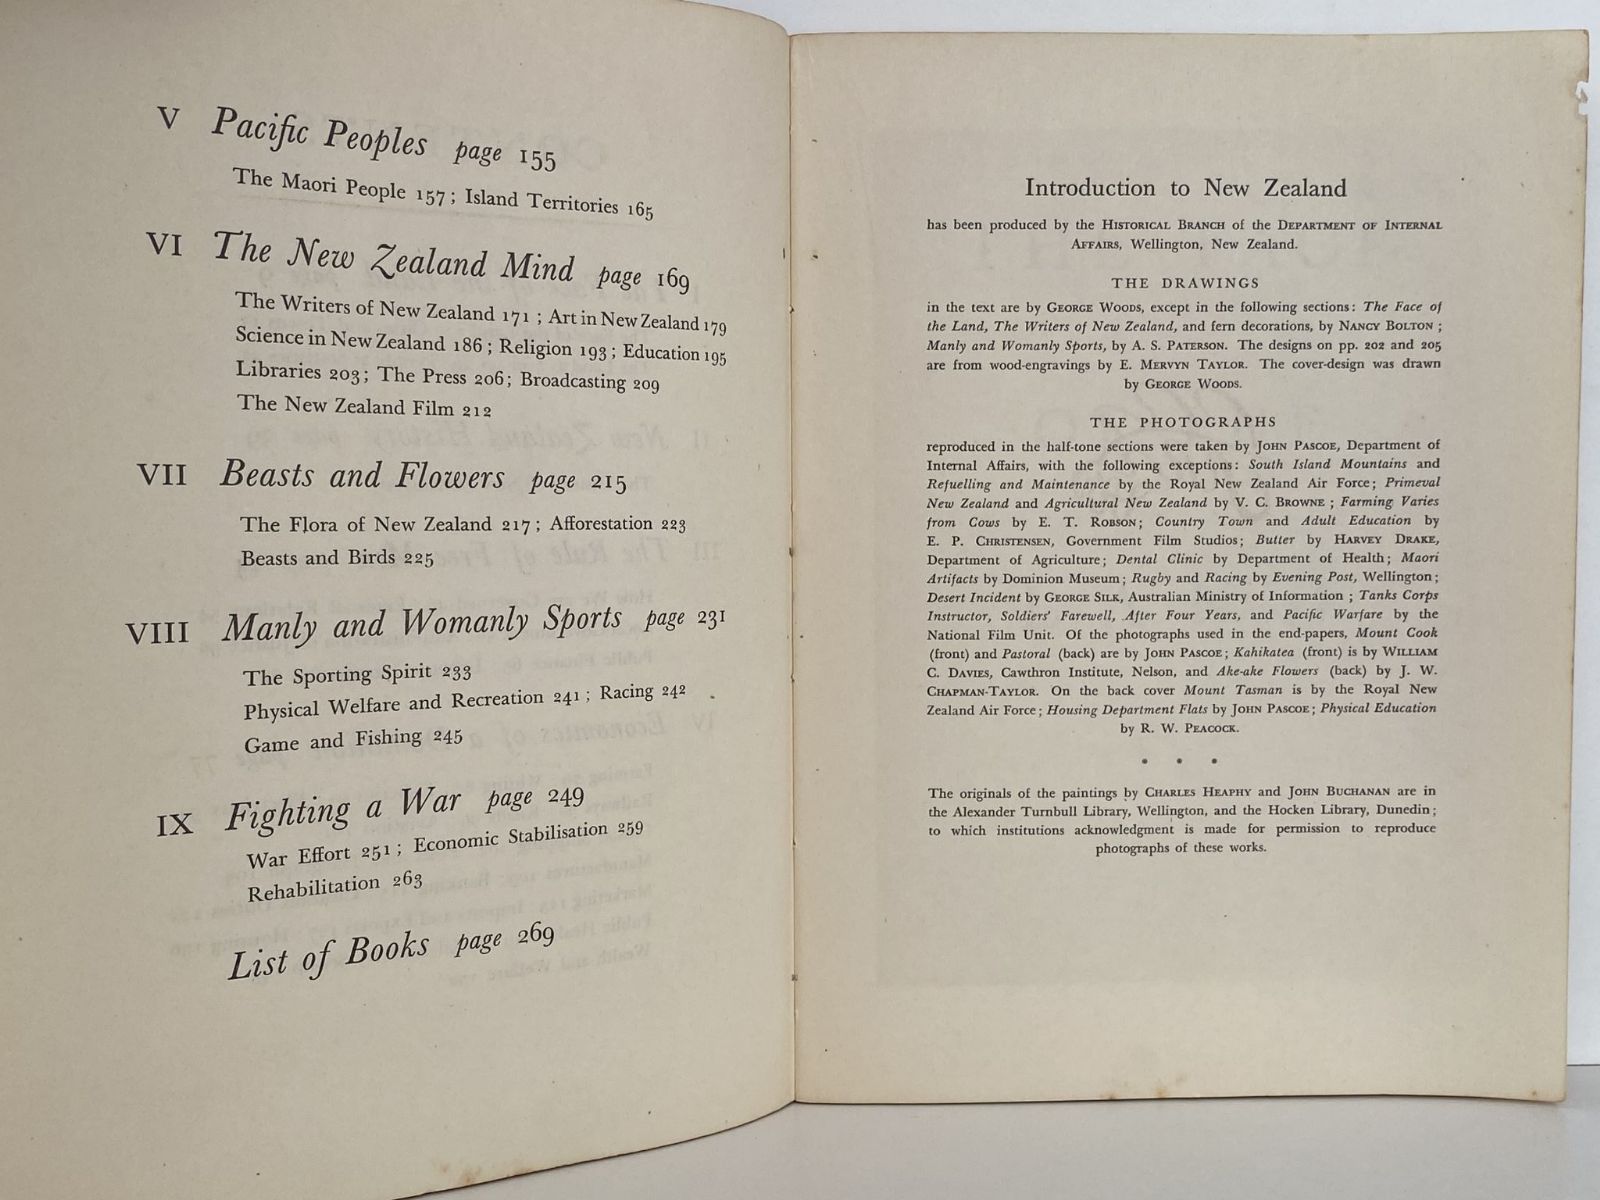 V Pacific Peoples page 155
The Maori People 157 ; Island Territories 165
VI The New Zealand Mind page 169
The Writers of New Zealand 171 ; Art in New Zealand 179
Science in New Zealand 186 ; Religion 193 ; Education 195
Libraries 203 ; The Press 206 ; Broadcasting 209
The New Zealand Film 212
VII Beasts and Flowers page 215
The Flora of New Zealand 217 ; Afforestation 223
Beasts and Birds 225
VIII Manly and Womanly Sports page 231
The Sporting Spirit 233
Physical Welfare and Recreation 241 ; Racing 242
Game and Fishing 245
IX Fighting a War page 249
War Effort 251 ; Economic Stabilisation 259
Rehabilitation 263
List of Books page 269
Introduction to New Zealand
has been produced by the HISTORICAL BRANCH of the DEPARTMENT OF INTERNAL
AFFAIRS, Wellington, New Zealand.
THE DRAWINGS
in the text are by GEORGE WOODS, except in the following sections : The Face of
the Land, The Writers of New Zealand, and fern decorations, by NANCY BOLTON ;
Manly and Womanly Sports, by A. S. PATERSON. The designs on pp. 202 and 205
are from wood-engravings by E. MERVYN TAYLOR. The cover-design was drawn
by GEORGE WOODS.
THE PHOTOGRAPHS
reproduced in the half-tone sections were taken by JOHN PASCOE, Department of
Internal Affairs, with the following exceptions : South Island Mountains and
Refuelling and Maintenance by the Royal New Zealand Air Force ; Primeval
New Zealand and Agricultural New Zealand by V. C. BROWNE ; Farming Varies
from Cows by E. T. ROBSON ; Country Town and Adult Education by
E. P. CHRISTENSEN, Government Film Studios ; Butter by HARVEY DRAKE,
Department of Agriculture ; Dental Clinic by Department of Health ; Maori
Artifacts by Dominion Museum ; Rugby and Racing by Evening Post, Wellington ;
Desert Incident by GEORGE SILK, Australian Ministry of Information ; Tanks Corps
Instructor, Soldiers' Farewell, After Four Years, and Pacific Warfare by the
National Film Unit. Of the photographs used in the end-papers, Mount Cook
(front) and Pastoral (back) are by JOHN PASCOE ; Kahikatea (front) is by WILLIAM
C. DAVIES, Cawthron Institute, Nelson, and Ake-ake Flowers (back) by J. W.
CHAPMAN-TAYLOR. On the back cover Mount Tasman is by the Royal New
Zealand Air Force ; Housing Department Flats by JOHN PASCOE ; Physical Education
by R. W. PEACOCK.
• • •
The originals of the paintings by CHARLES HEAPHY and JOHN BUCHANAN are in
the Alexander Turnbull Library, Wellington, and the Hocken Library, Dunedin ;
to which institutions acknowledgment is made for permission to reproduce
photographs of these works.